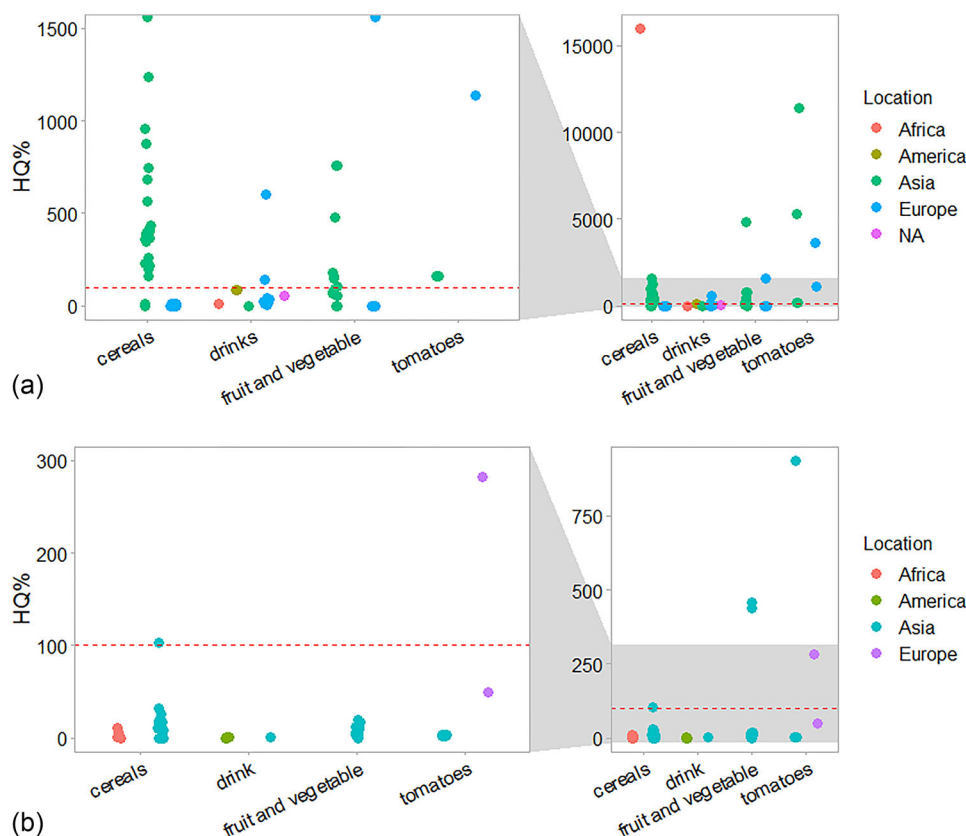 1500
1000
500
0
HQ%
cereals
drinks
fruit and vegetable
tomatoes
15000
10000
5000
0
cereals
drinks
fruit and vegetable
tomatoes
Location
Africa
America
Asia
Europe
NA
(a)
300
200
100
0
HQ%
cereals
drink
fruit and vegetable
tomatoes
750
500
250
0
cereals
drink
fruit and vegetable
tomatoes
Location
Africa
America
Asia
Europe
(b)